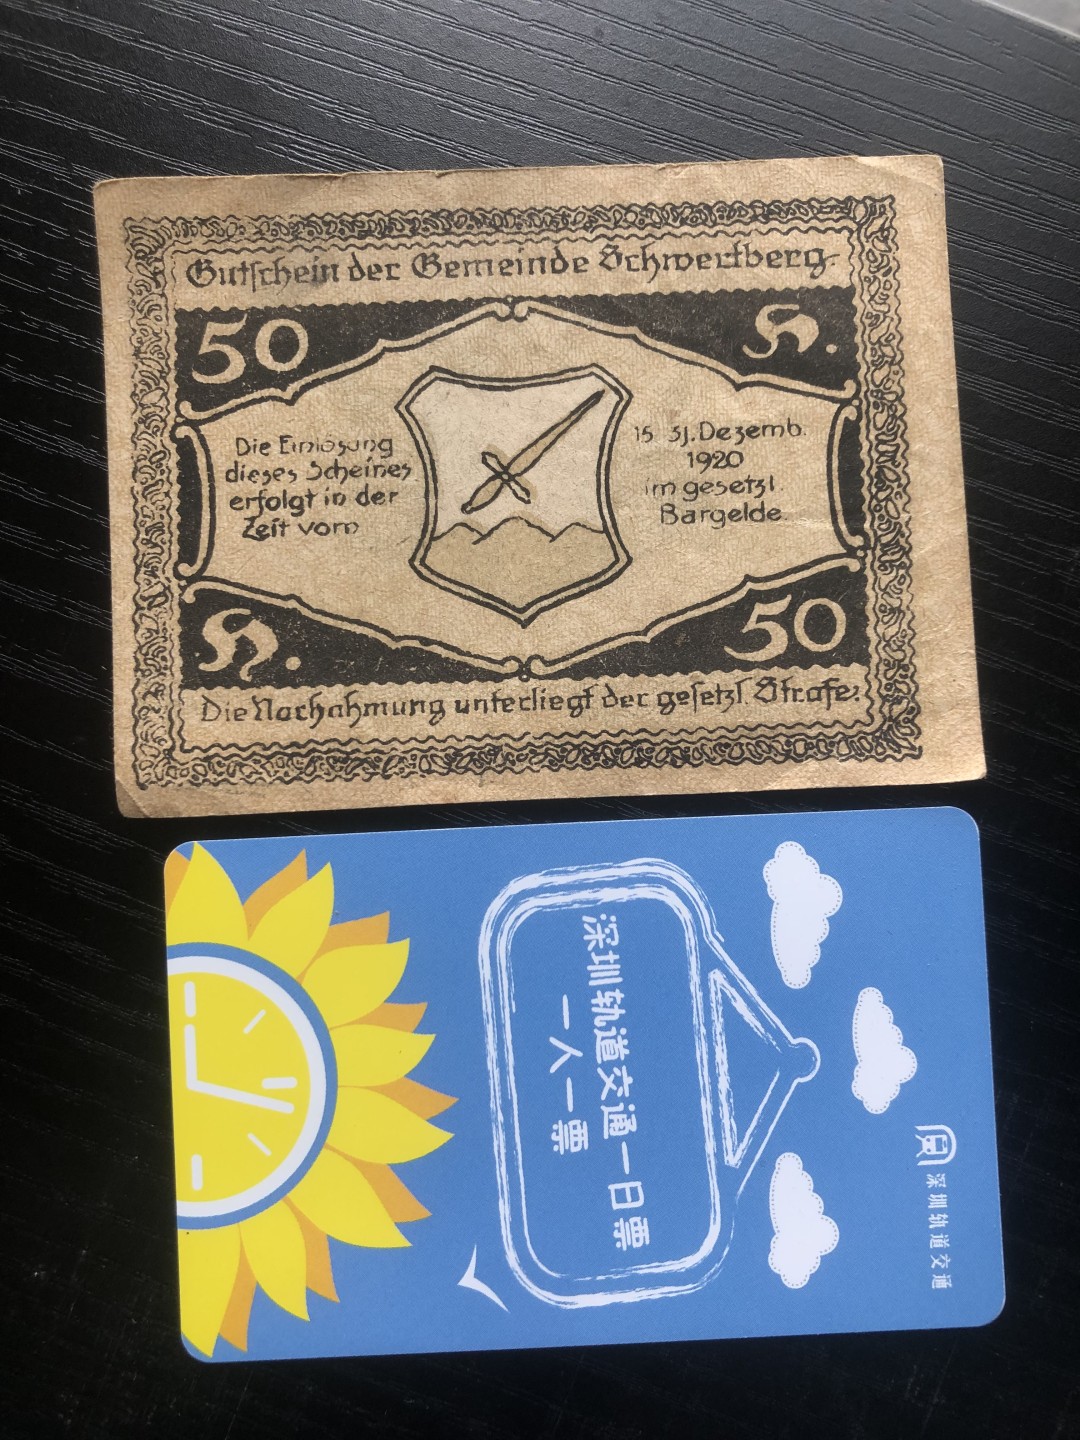 Gutschein der Gemeinde Schwertberg.
50 H.
Die Einlösung
dieses Scheines
erfolgt in der
Zeit vom
15 31. Dezemb.
1920
im gesetzl.
Bargelde.
H. 50
Die Nachahmung unterliegt der gesetzl. Strafe.
深圳轨道交通
深圳轨道交通一日票
一人一票